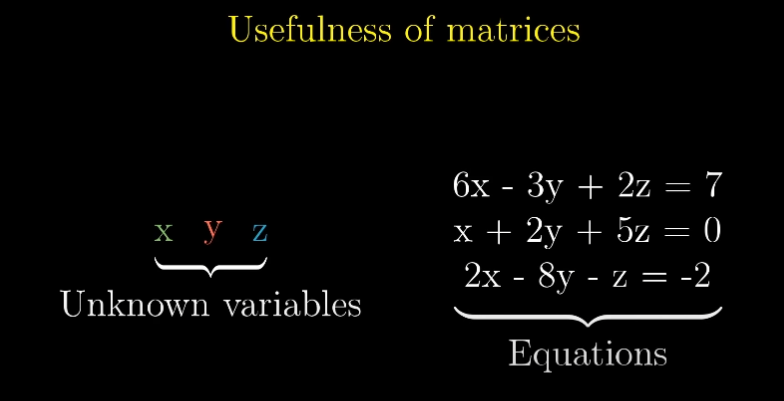 Usefulness of matrices
x y z
Unknown variables
6x - 3y + 2z = 7
x + 2y + 5z = 0
2x - 8y - z = -2
Equations